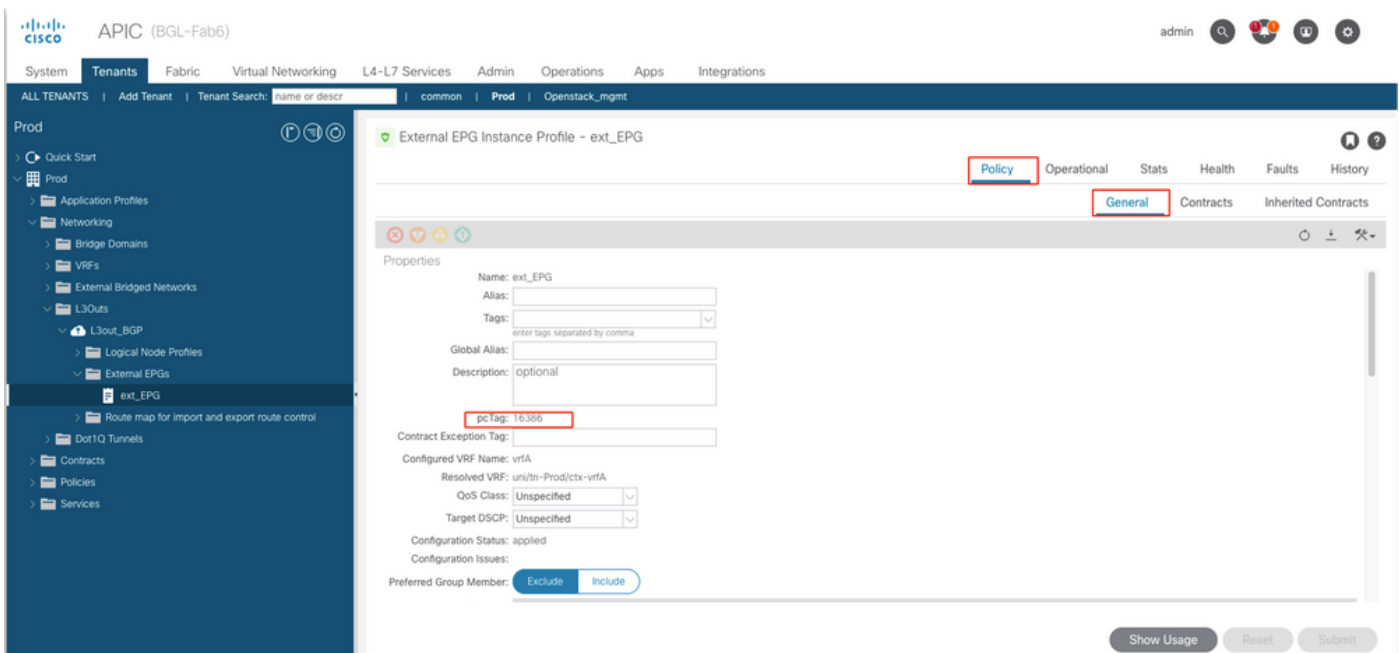 cisco APIC (BGL-Fab6) admin
System Tenants Fabric Virtual Networking L4-L7 Services Admin Operations Apps Integrations
ALL TENANTS | Add Tenant | Tenant Search: name or descr | common | Prod | Openstack_mgmt
Prod
Quick Start
Prod
Application Profiles
Networking
Bridge Domains
VRFs
External Bridged Networks
L3Outs
L3out_BGP
Logical Node Profiles
External EPGs
ext_EPG
Route map for import and export route control
Dot1Q Tunnels
Contracts
Policies
Services
External EPG Instance Profile - ext_EPG
Policy Operational Stats Health Faults History
General Contracts Inherited Contracts
Properties
Name: ext_EPG
Alias:
Tags:
enter tags separated by comma
Global Alias:
Description: optional
pcTag: 16386
Contract Exception Tag:
Configured VRF Name: vrfA
Resolved VRF: uni/tn-Prod/ctx-vrfA
QoS Class: Unspecified
Target DSCP: Unspecified
Configuration Status: applied
Configuration Issues:
Preferred Group Member: Exclude Include
Show Usage Reset Submit